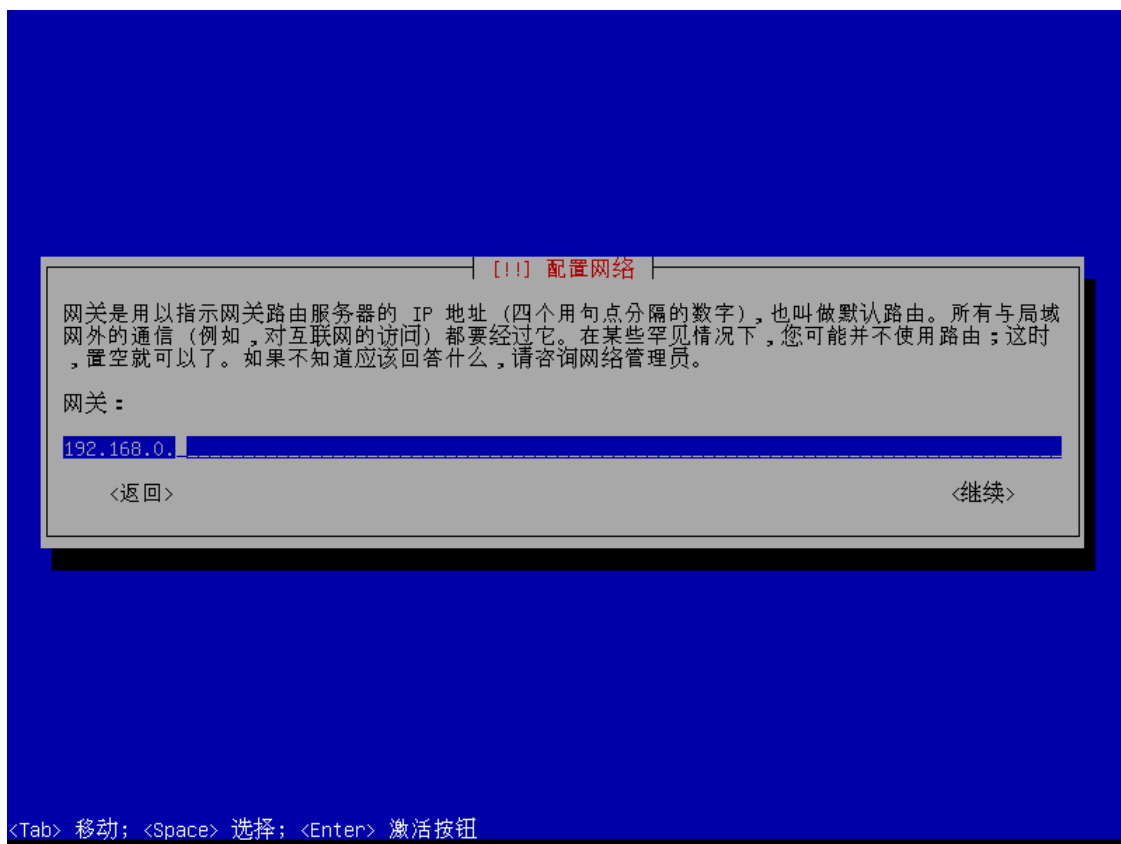 [!!] 配置网络
网关是用以指示网关路由服务器的 IP 地址 (四个用句点分隔的数字)，也叫做默认路由。所有与局域
网外的通信 (例如，对互联网的访问) 都要经过它。在某些罕见情况下，您可能并不使用路由；这时
，置空就可以了。如果不知道应该回答什么，请咨询网络管理员。
网关：
192.168.0.
<返回> <继续>
<Tab> 移动; <Space> 选择; <Enter> 激活按钮